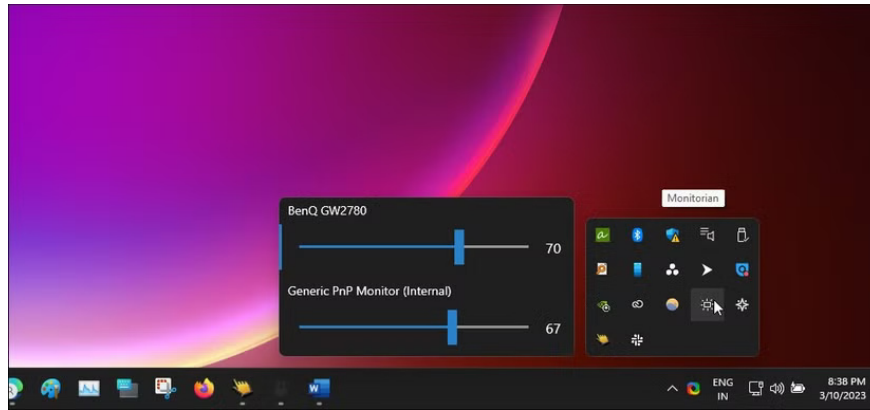 Monitorian
BenQ GW2780
70
Generic PnP Monitor (Internal)
67
ENG
IN
8:38 PM
3/10/2023